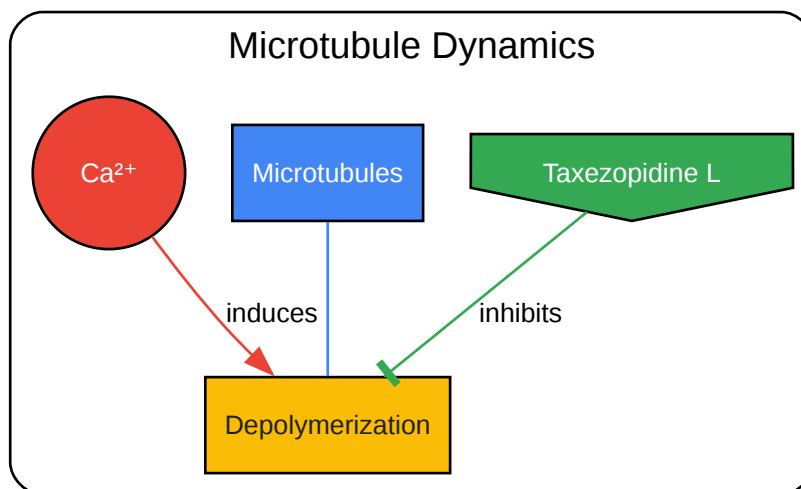 Microtubule Dynamics
Ca²⁺
Microtubules
Taxezopidine L
induces
inhibits
Depolymerization